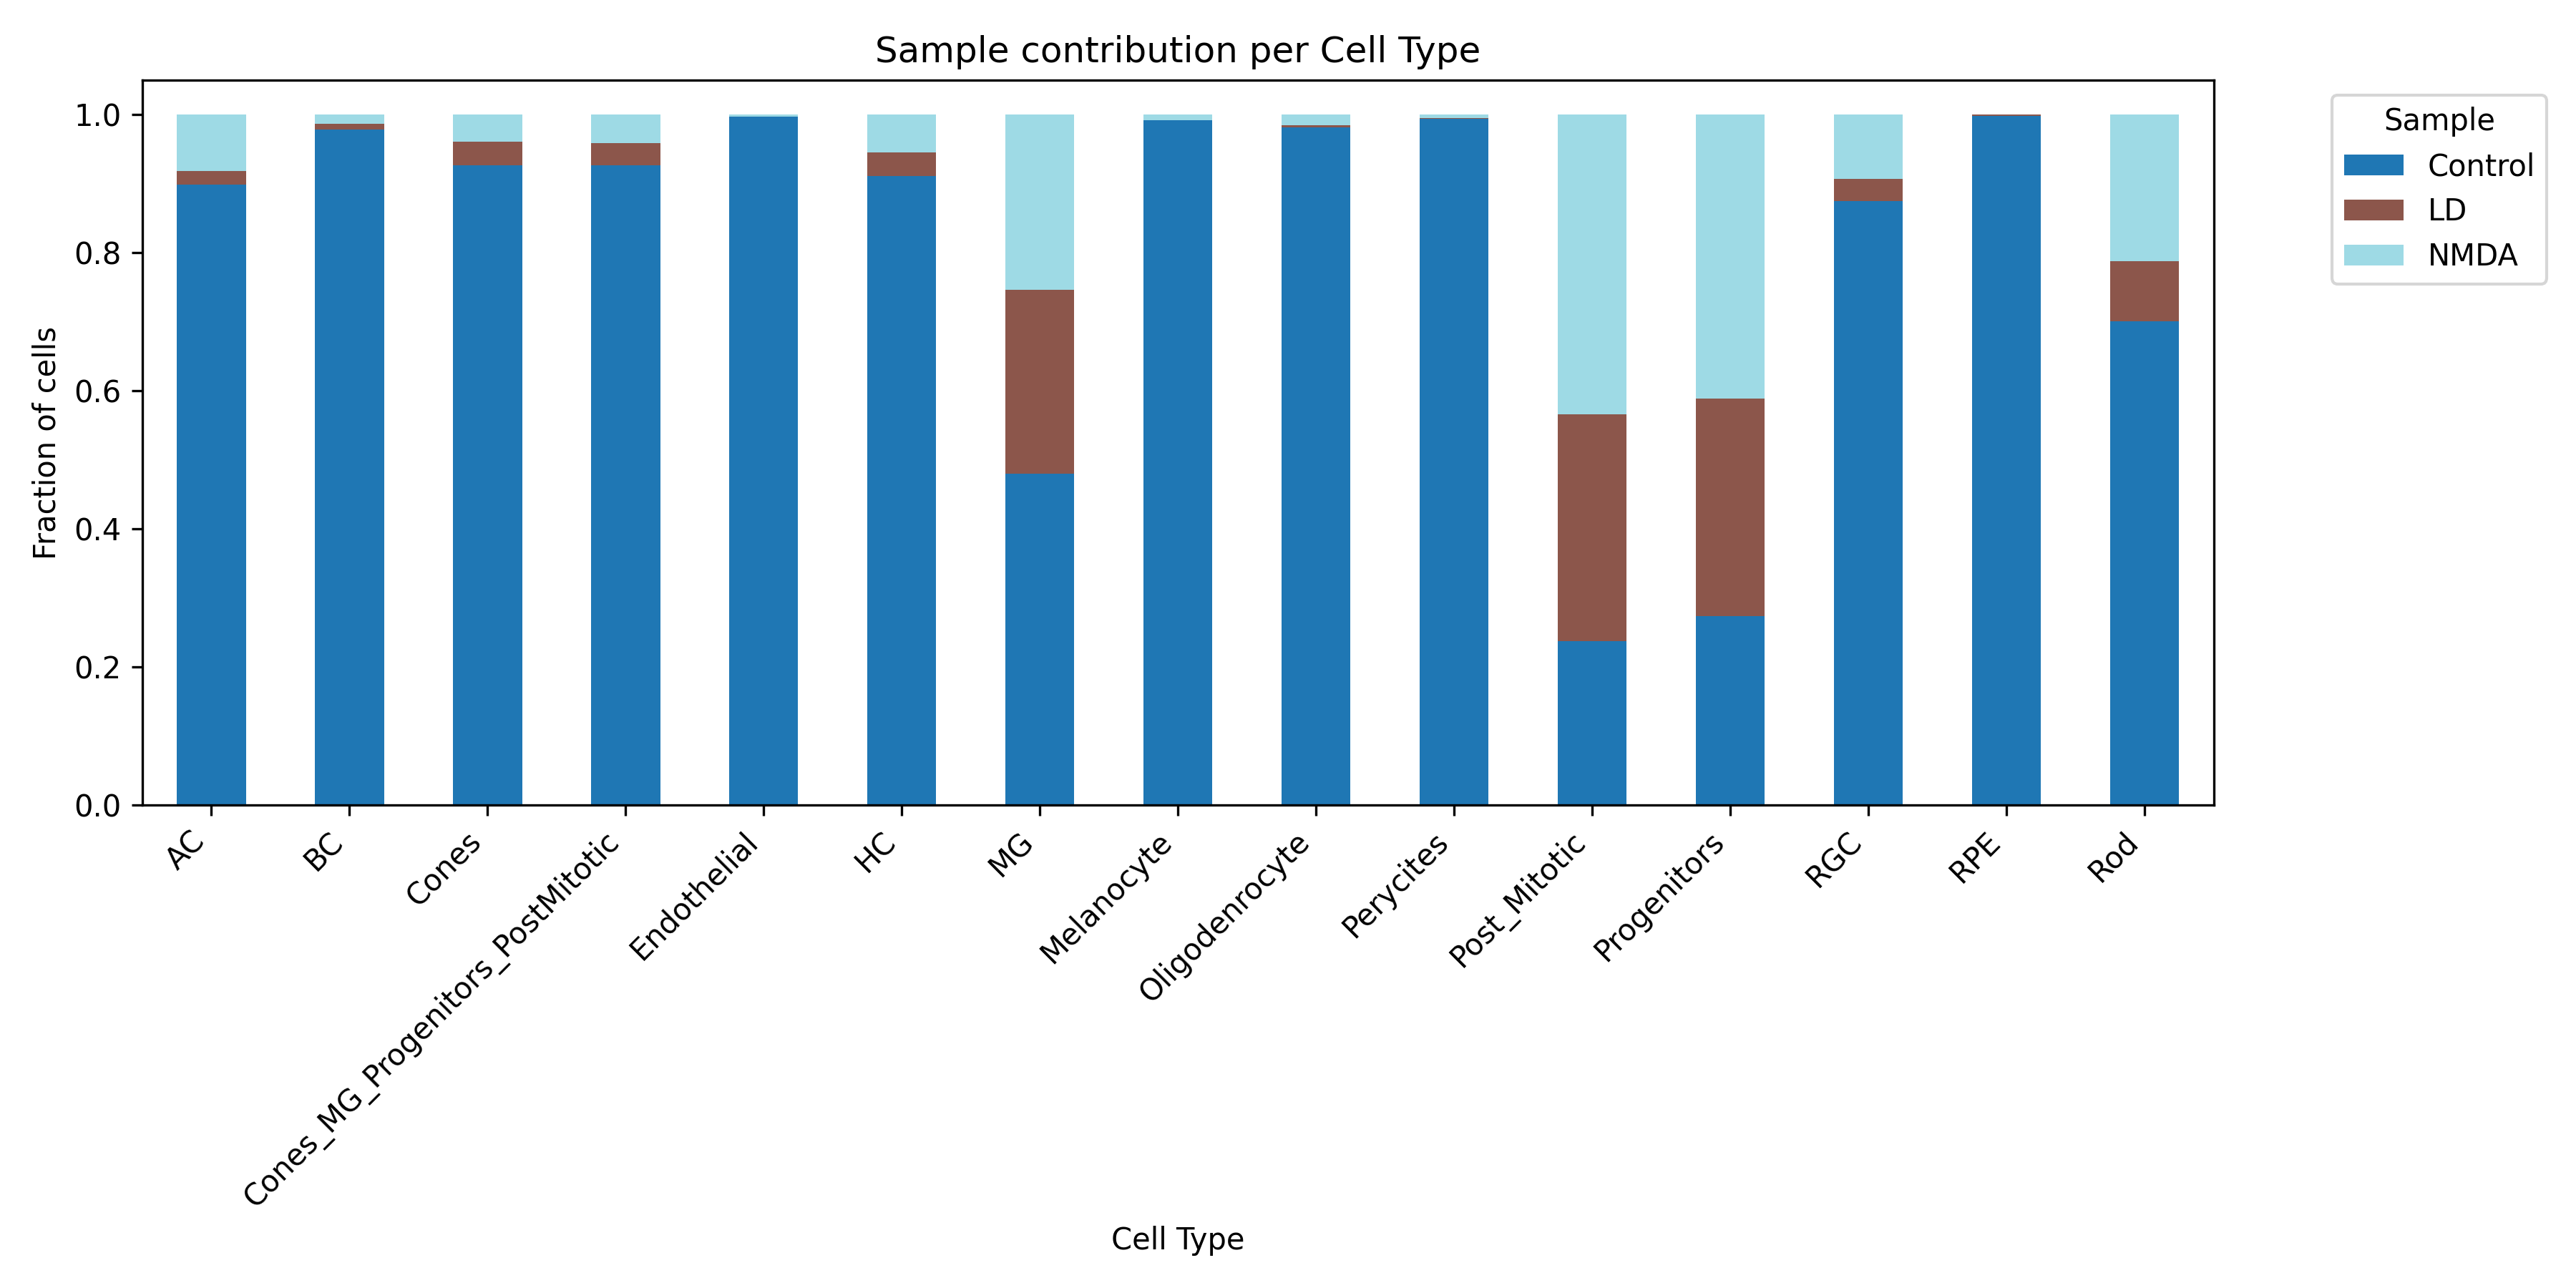 Sample contribution per Cell Type
Fraction of cells
1.0
0.8
0.6
0.4
0.2
0.0
AC
BC
Cones
Cones_MG_Progenitors_PostMitotic
Endothelial
HC
MG
Melanocyte
Oligodenrocyte
Perycites
Post_Mitotic
Progenitors
RGC
RPE
Rod
Cell Type
Sample
Control
LD
NMDA